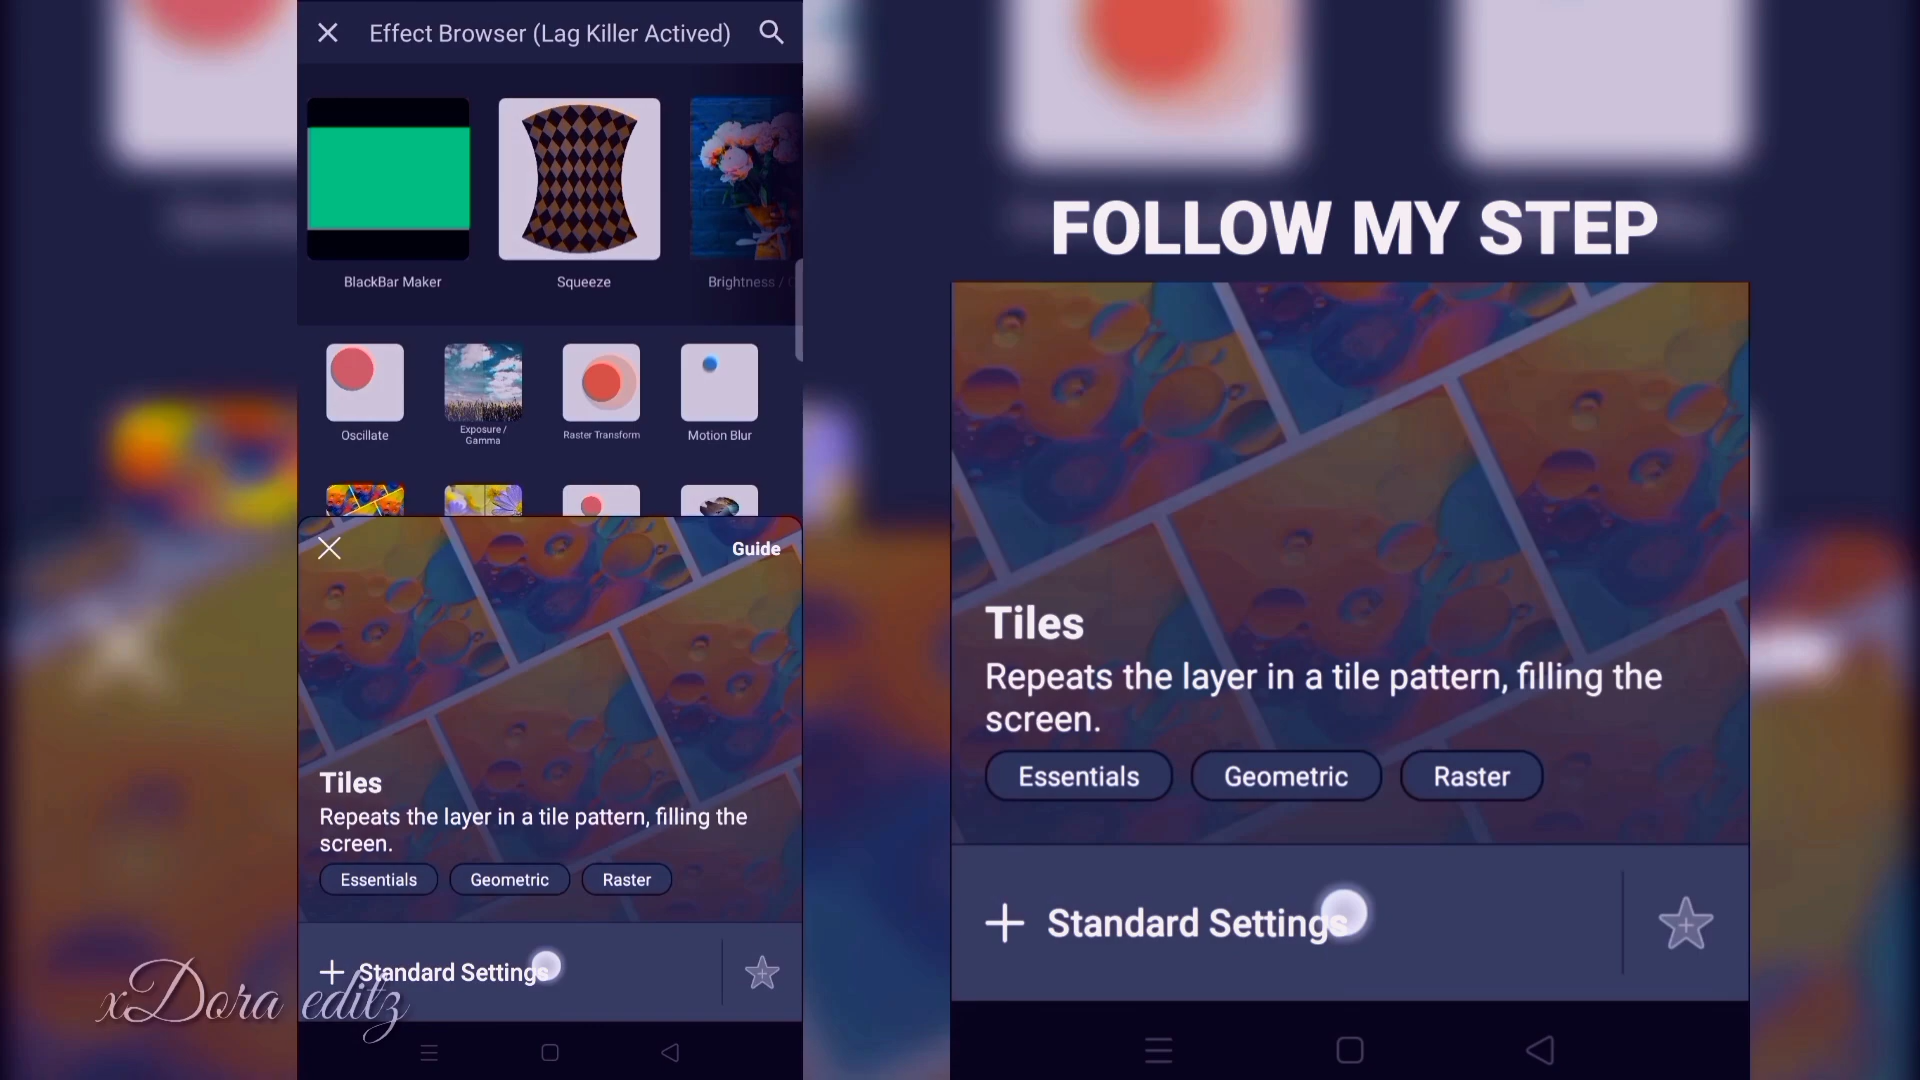 Effect Browser (Lag Killer Actived)
BlackBar Maker
Squeeze
Brightness /
Oscillate
Exposure /
Gamma
Raster Transform
Motion Blur
Guide
Tiles
Repeats the layer in a tile pattern, filling the
screen.
Essentials
Geometric
Raster
Standard Settings
xDora editz
FOLLOW MY STEP
Tiles
Repeats the layer in a tile pattern, filling the
screen.
Essentials
Geometric
Raster
Standard Settings